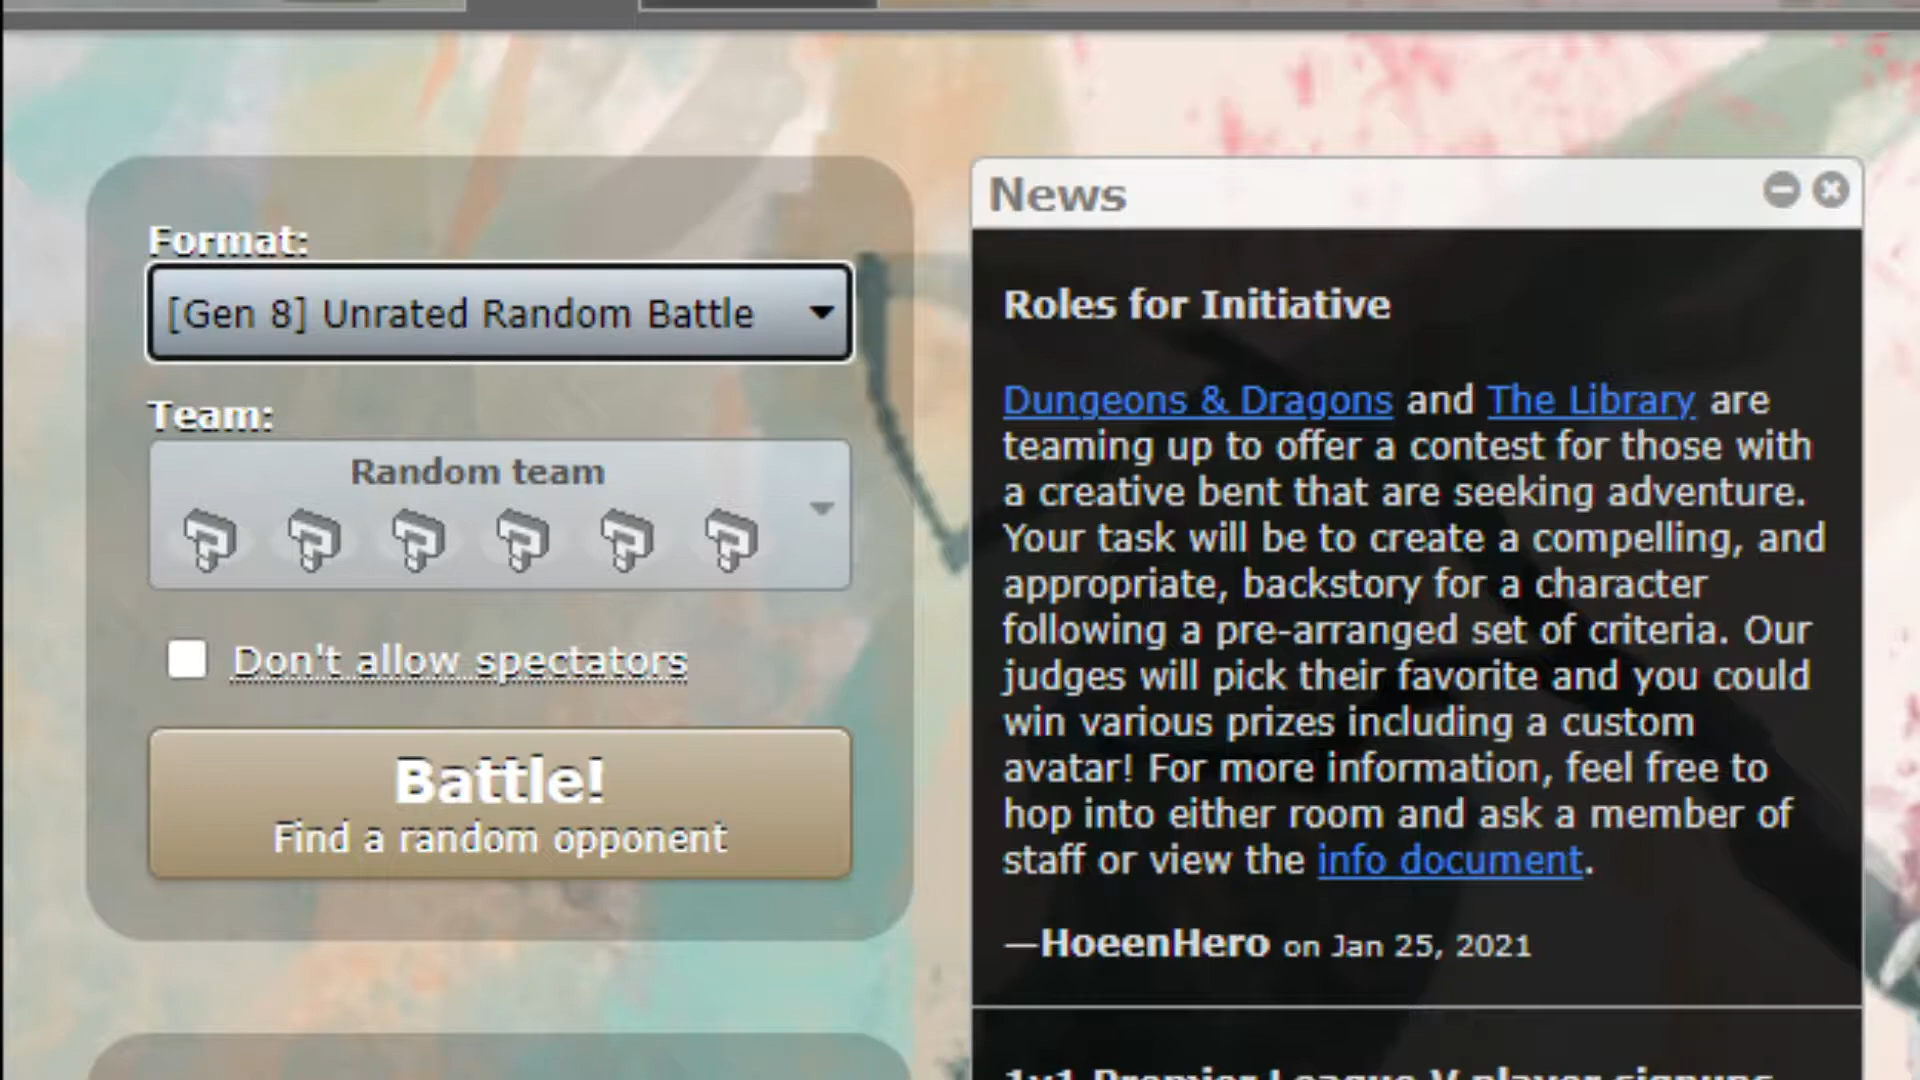 Format:
[Gen 8] Unrated Random Battle
Team:
Random team
Don't allow spectators
Battle!
Find a random opponent
News
Roles for Initiative
Dungeons & Dragons and The Library are
teaming up to offer a contest for those with
a creative bent that are seeking adventure.
Your task will be to create a compelling, and
appropriate, backstory for a character
following a pre-arranged set of criteria. Our
judges will pick their favorite and you could
win various prizes including a custom
avatar! For more information, feel free to
hop into either room and ask a member of
staff or view the info document.
—HoeenHero on Jan 25, 2021
1v1 Premier League V player signups